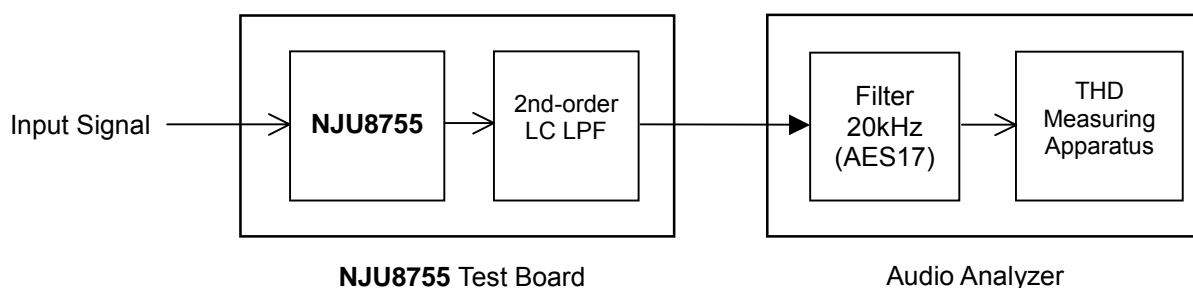 Input Signal
NJU8755
2nd-order
LC LPF
Filter
20kHz
(AES17)
THD
Measuring
Apparatus
NJU8755 Test Board
Audio Analyzer